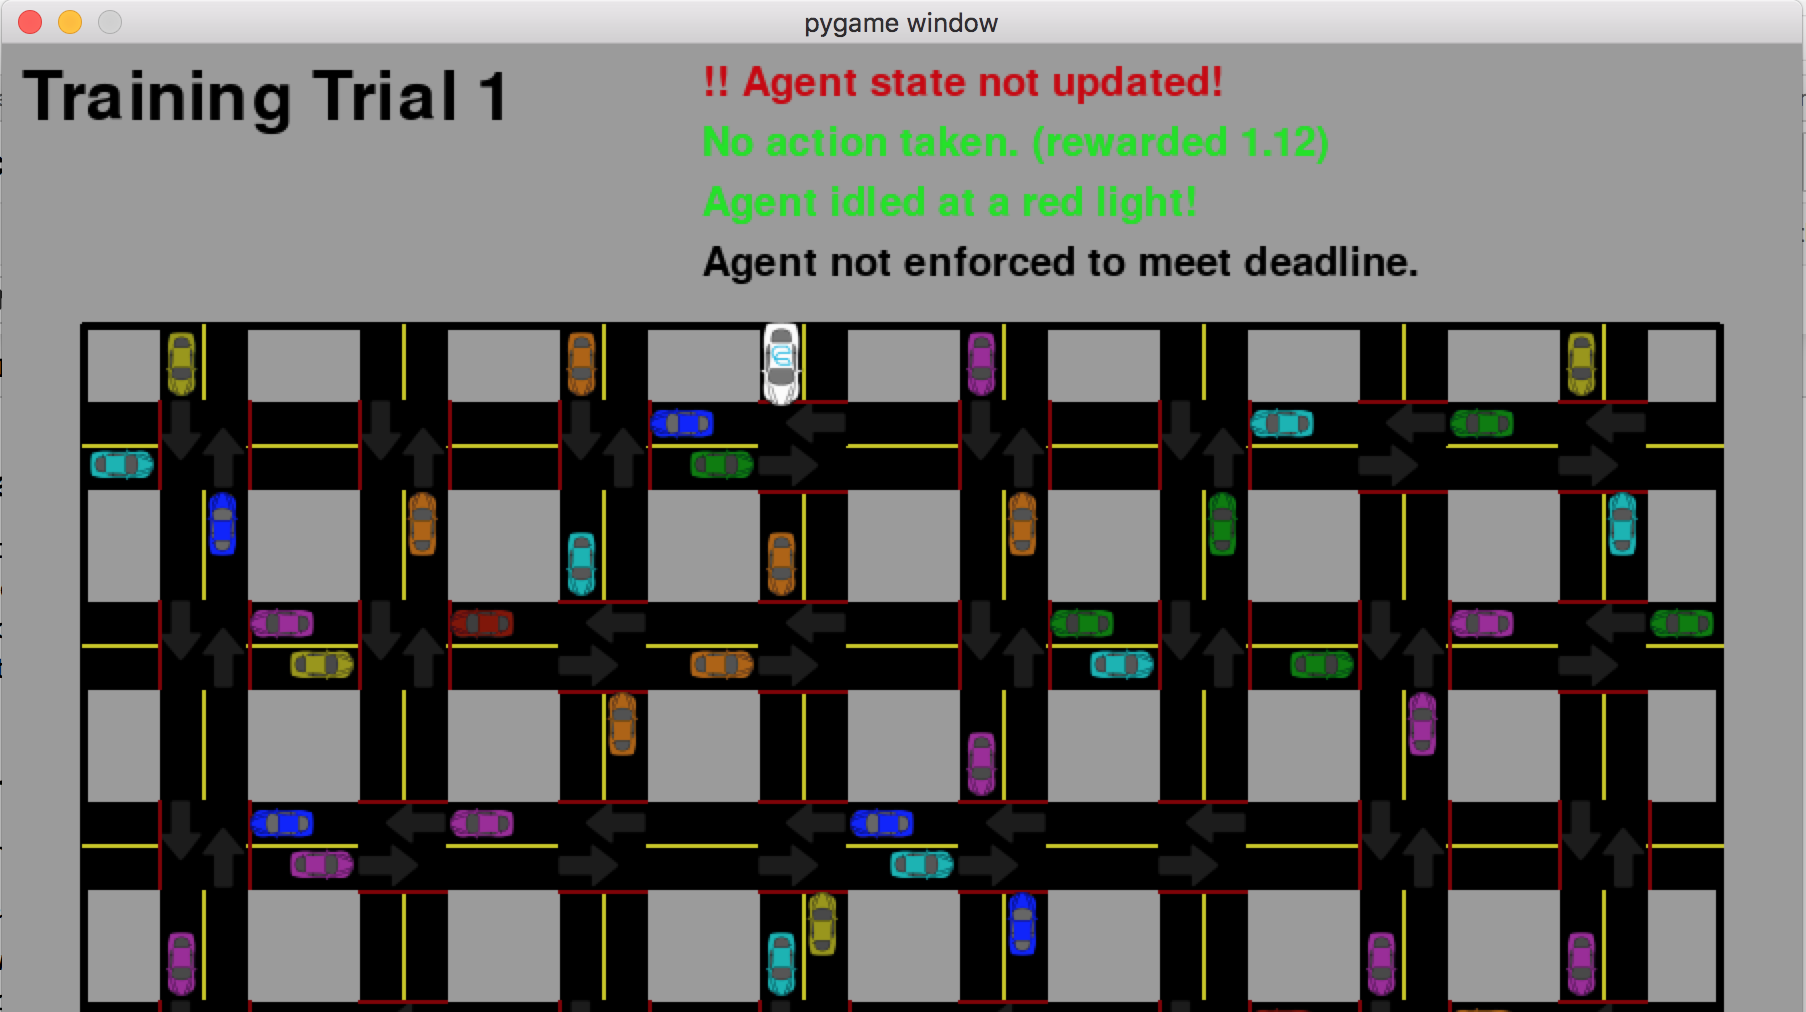 pygame window
Training Trial 1
!! Agent state not updated!
No action taken. (rewarded 1.12)
Agent idled at a red light!
Agent not enforced to meet deadline.